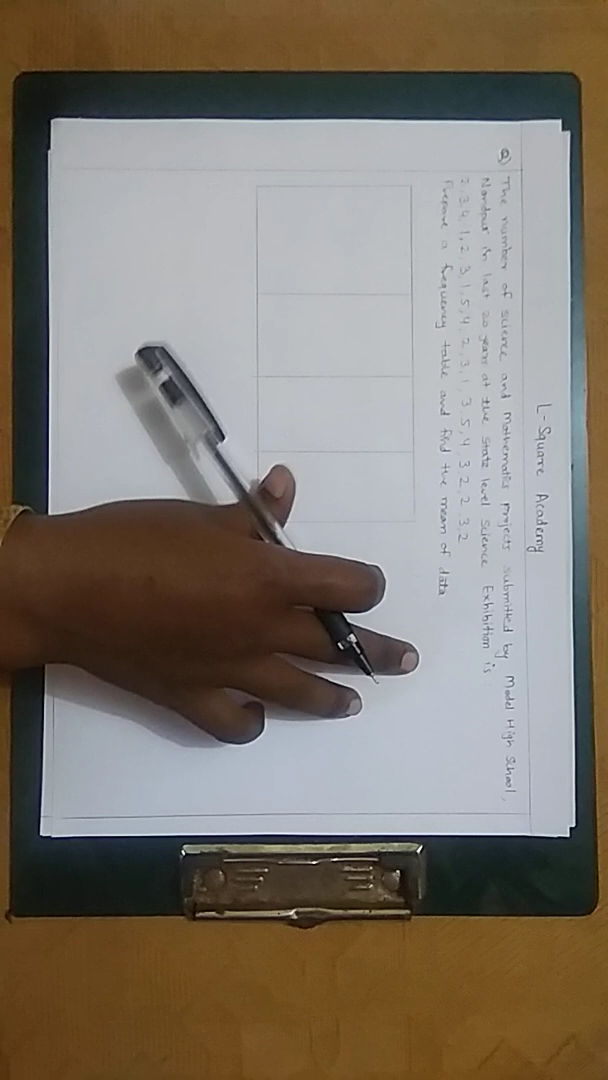 L-Square Academy
Q) The number of science and Mathematics Projects submitted by Model High School,
Nandpur in last 20 years at the state level Science Exhibition is :
2, 3, 4, 1, 2, 3, 1, 5, 4, 2, 3, 1, 3, 5, 4, 3, 2, 2, 3, 2
Prepare a frequency table and find the mean of data